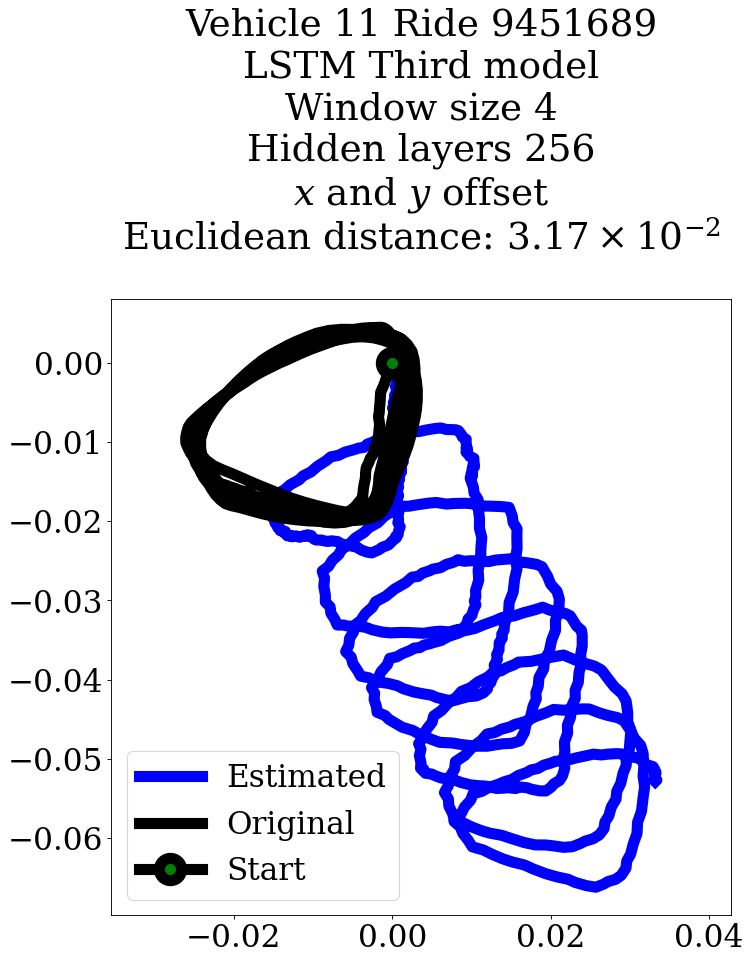 Vehicle 11 Ride 9451689
LSTM Third model
Window size 4
Hidden layers 256
x and y offset
Euclidean distance: 3.17 × 10⁻²
0.00
−0.01
−0.02
−0.03
−0.04
−0.05
−0.06
Estimated
Original
Start
−0.02 0.00 0.02 0.04